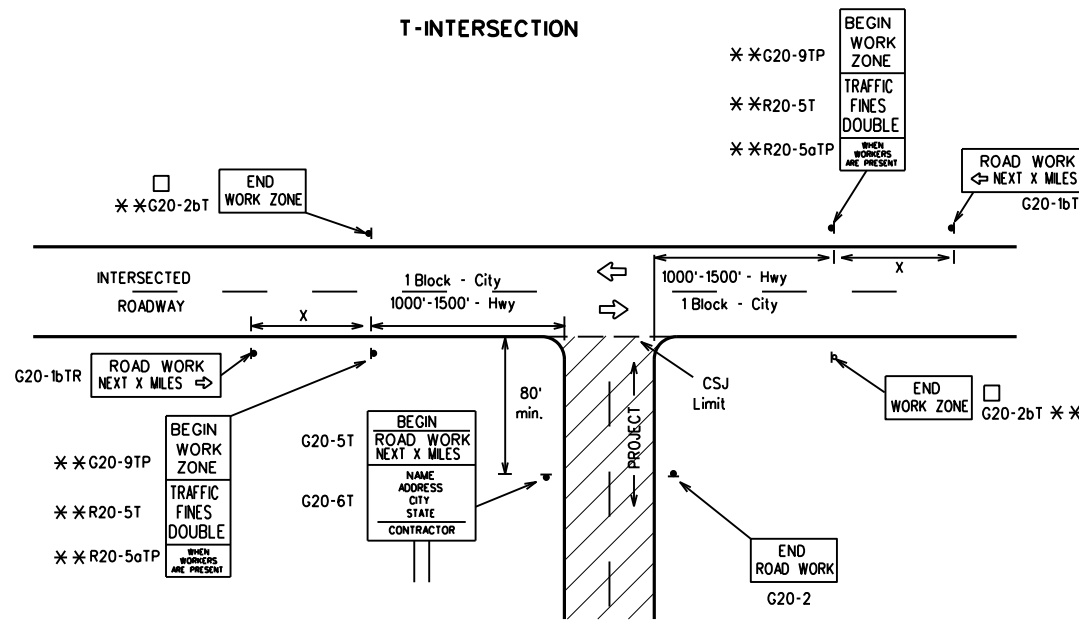 T-INTERSECTION
BEGIN
WORK
ZONE
TRAFFIC
FINES
DOUBLE
WHEN
WORKERS
ARE PRESENT
**G20-9TP
**R20-5T
**R20-5aTP
ROAD WORK
⇦ NEXT X MILES
G20-1bT
□
**G20-2bT
END
WORK ZONE
INTERSECTED
ROADWAY
1 Block - City
1000'-1500' - Hwy
1000'-1500' - Hwy
1 Block - City
X
X
G20-1bTR
ROAD WORK
NEXT X MILES ⇨
80'
min.
CSJ
Limit
PROJECT
END
WORK ZONE
□
G20-2bT **
**G20-9TP
**R20-5T
**R20-5aTP
BEGIN
WORK
ZONE
TRAFFIC
FINES
DOUBLE
WHEN
WORKERS
ARE PRESENT
G20-5T
G20-6T
BEGIN
ROAD WORK
NEXT X MILES
NAME
ADDRESS
CITY
STATE
CONTRACTOR
END
ROAD WORK
G20-2